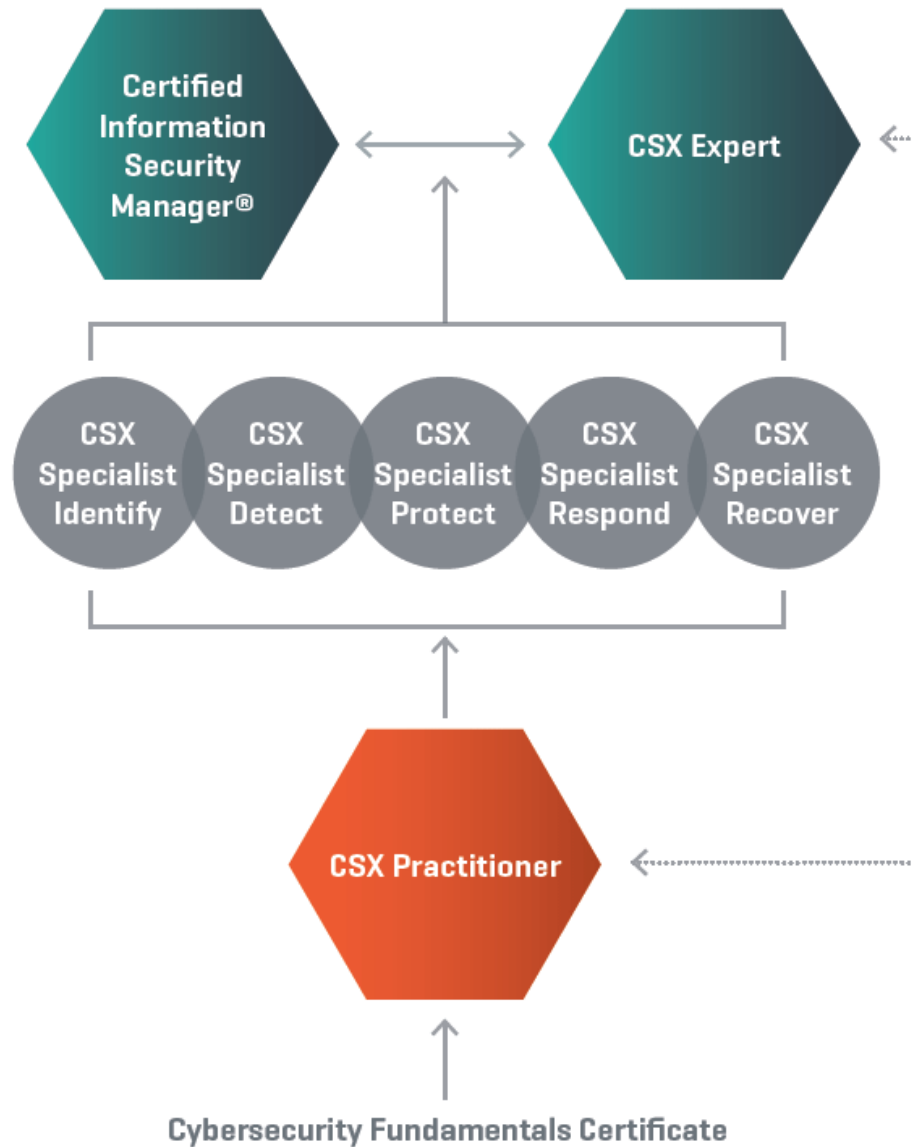 Certified
Information
Security
Manager®
CSX Expert
CSX
Specialist
Identify
CSX
Specialist
Detect
CSX
Specialist
Protect
CSX
Specialist
Respond
CSX
Specialist
Recover
CSX Practitioner
Cybersecurity Fundamentals Certificate